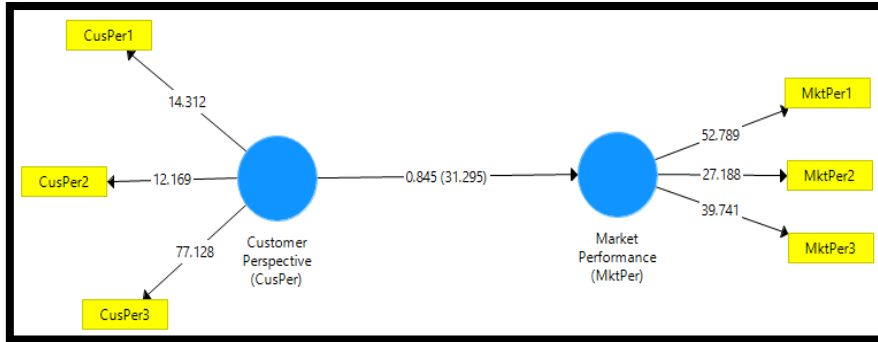 CusPer1
14.312
CusPer2
12.169
77.128
CusPer3
Customer
Perspective
(CusPer)
0.845 (31.295)
Market
Performance
(MktPer)
52.789
MktPer1
27.188
MktPer2
39.741
MktPer3